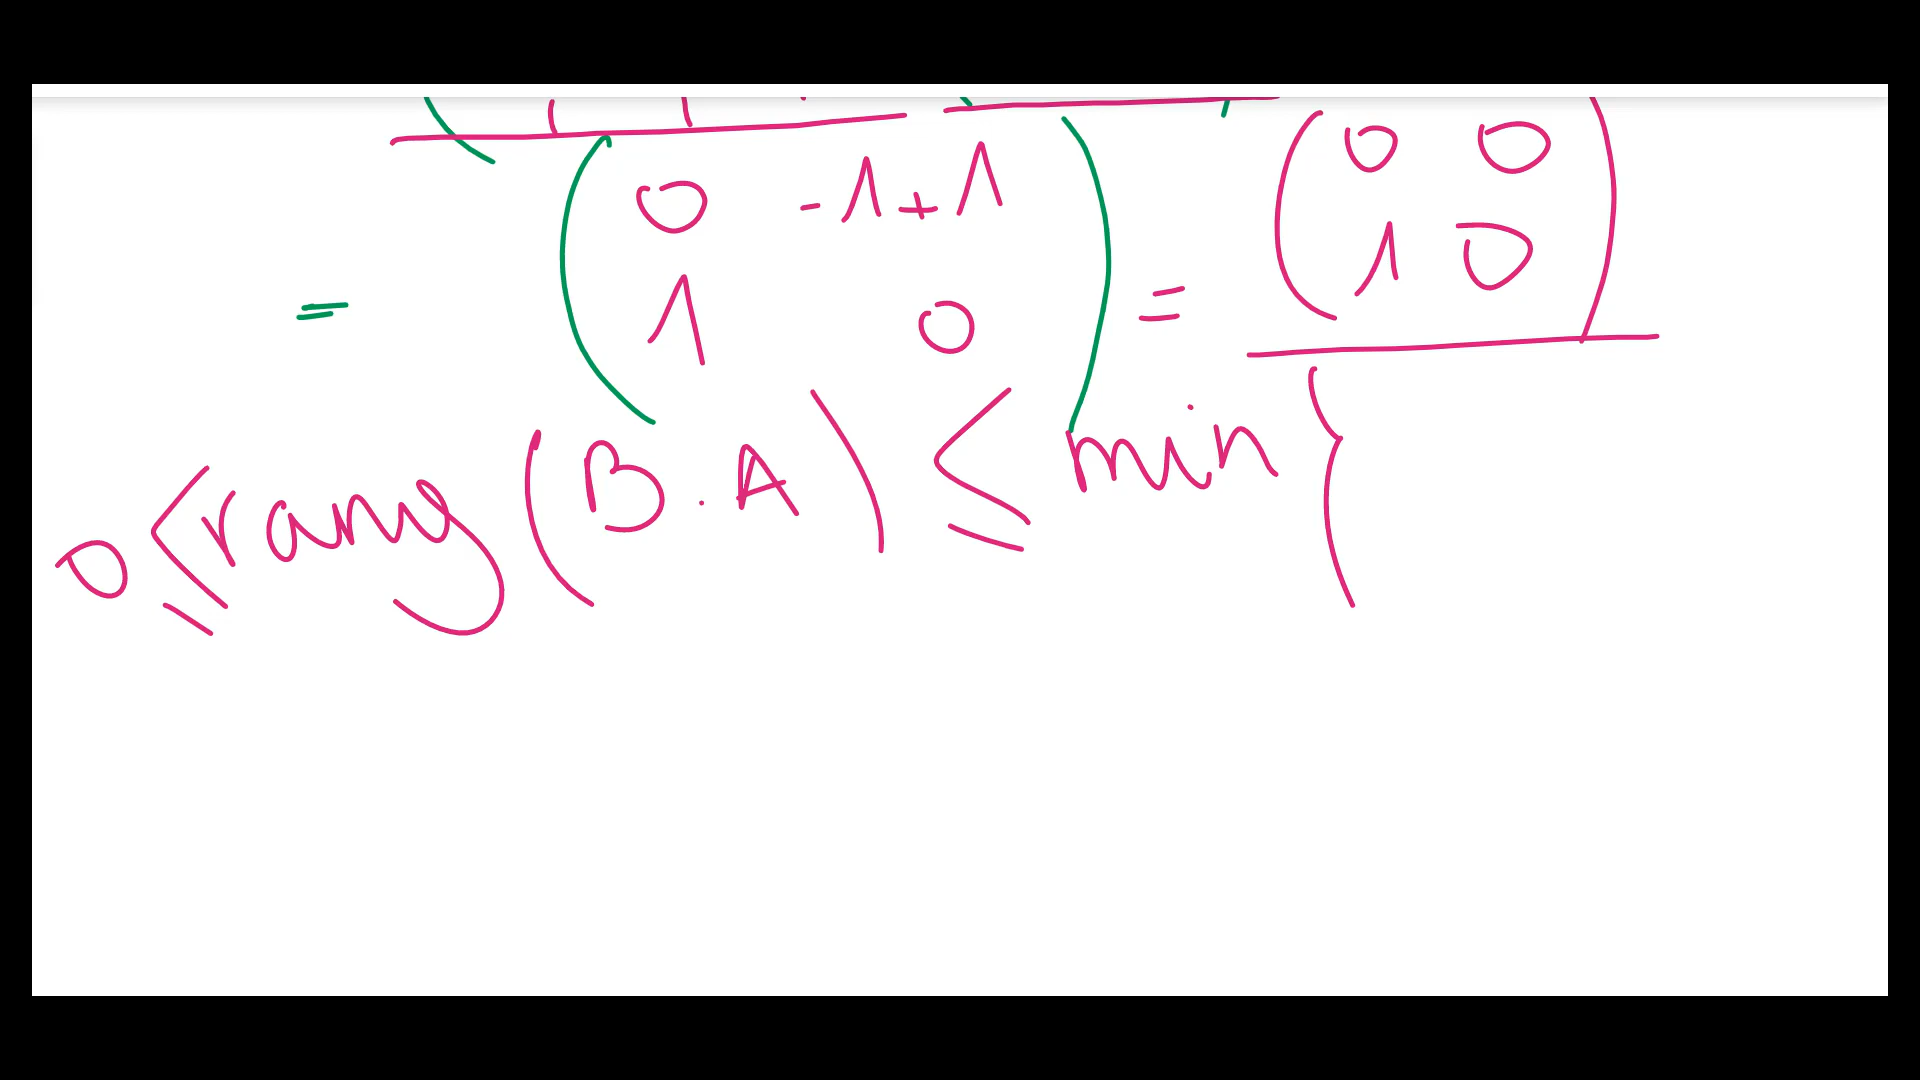 ( 0 -1+1 ) ( 0 0 )
= ( 1 0 ) = ( 1 0 )
0 ≤ rang ( B . A ) ≤ min (